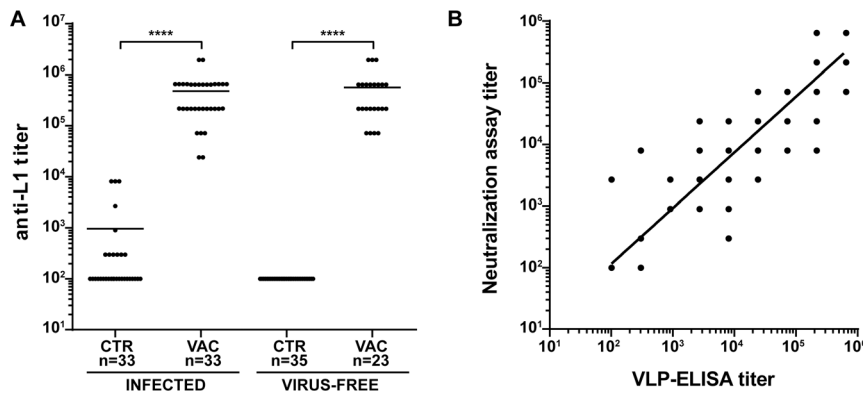 A
anti-L1 titer
10⁷
10⁶
10⁵
10⁴
10³
10²
10¹
****
****
CTR VAC CTR VAC
n=33 n=33 n=35 n=23
INFECTED VIRUS-FREE
B
Neutralization assay titer
10⁶
10⁵
10⁴
10³
10²
10¹
10¹ 10² 10³ 10⁴ 10⁵ 10⁶
VLP-ELISA titer